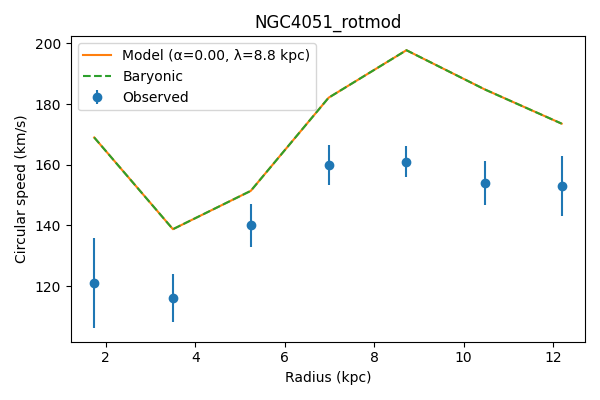 NGC4051_rotmod
Model (α=0.00, λ=8.8 kpc)
Baryonic
Observed
Circular speed (km/s)
200
180
160
140
120
2 4 6 8 10 12
Radius (kpc)